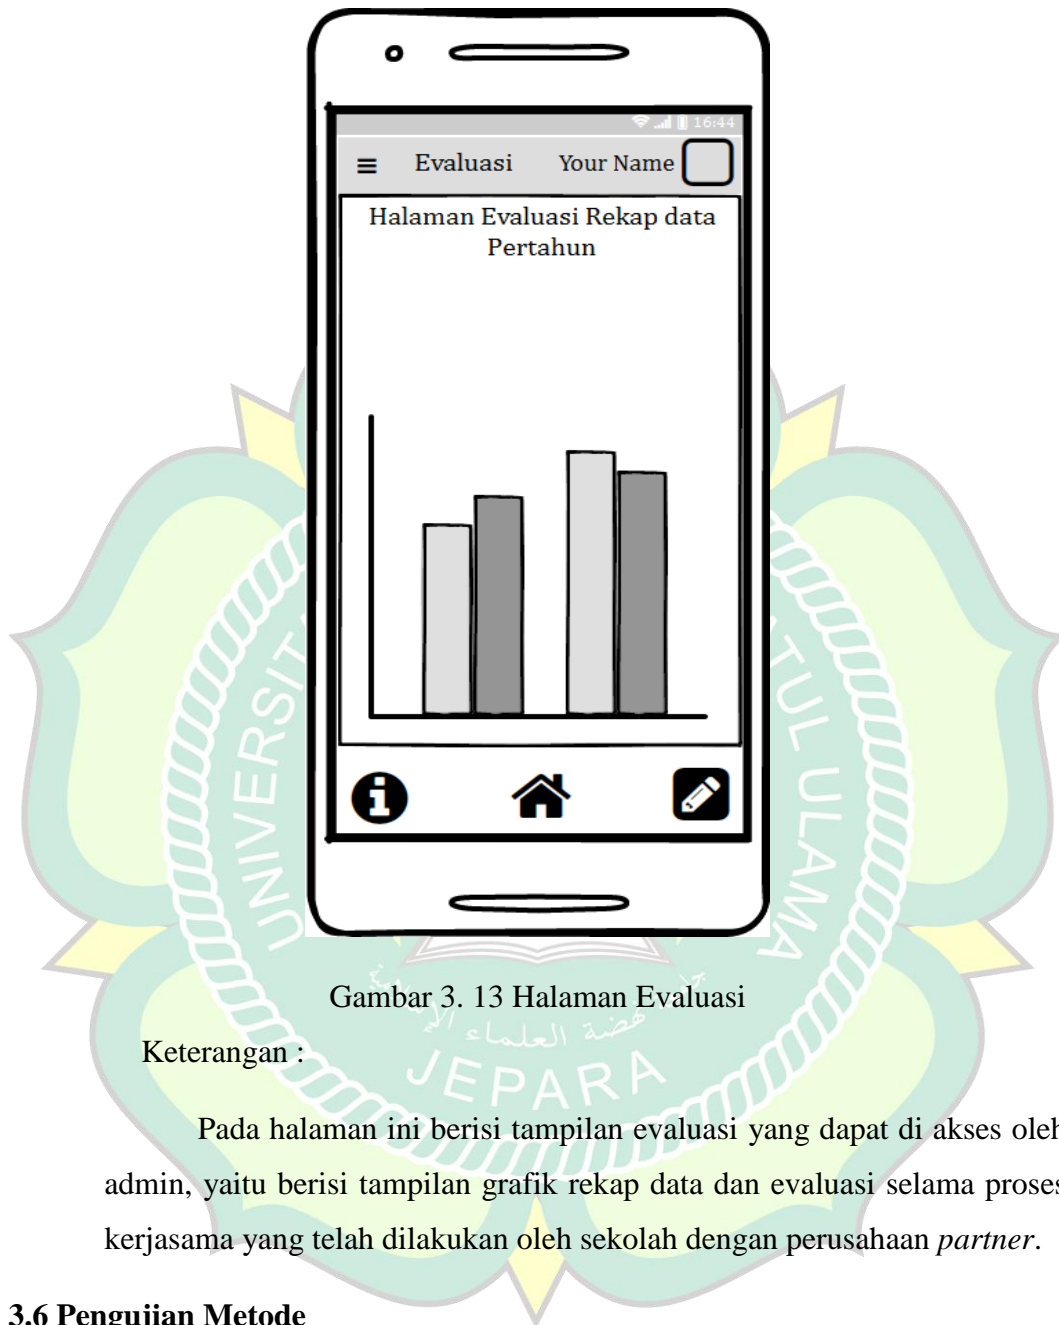 16:44
Evaluasi Your Name
Halaman Evaluasi Rekap data
Pertahun
Gambar 3. 13 Halaman Evaluasi
Keterangan :
Pada halaman ini berisi tampilan evaluasi yang dapat di akses oleh
admin, yaitu berisi tampilan grafik rekap data dan evaluasi selama proses
kerjasama yang telah dilakukan oleh sekolah dengan perusahaan partner.
3.6 Pengujian Metode
ULAMA
JEPARA